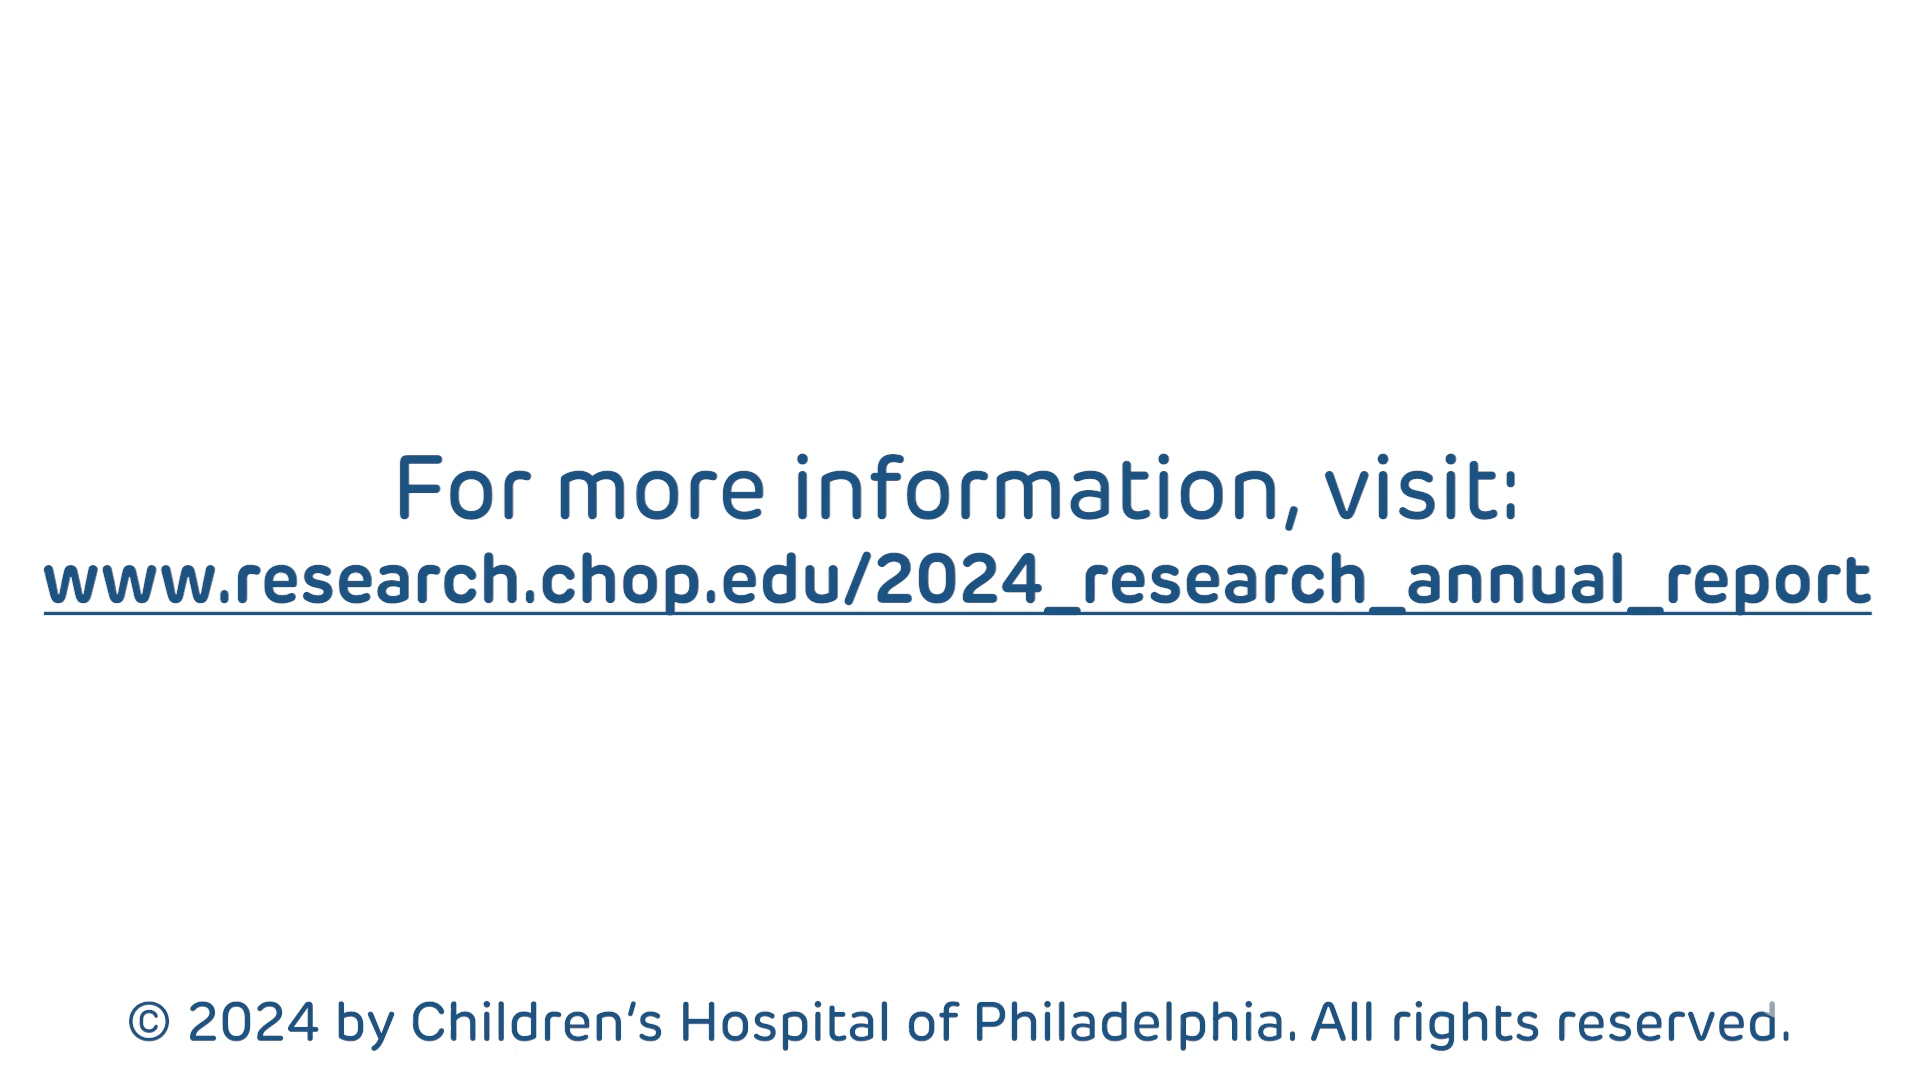 For more information, visit:
www.research.chop.edu/2024_research_annual_report
© 2024 by Children’s Hospital of Philadelphia. All rights reserved.